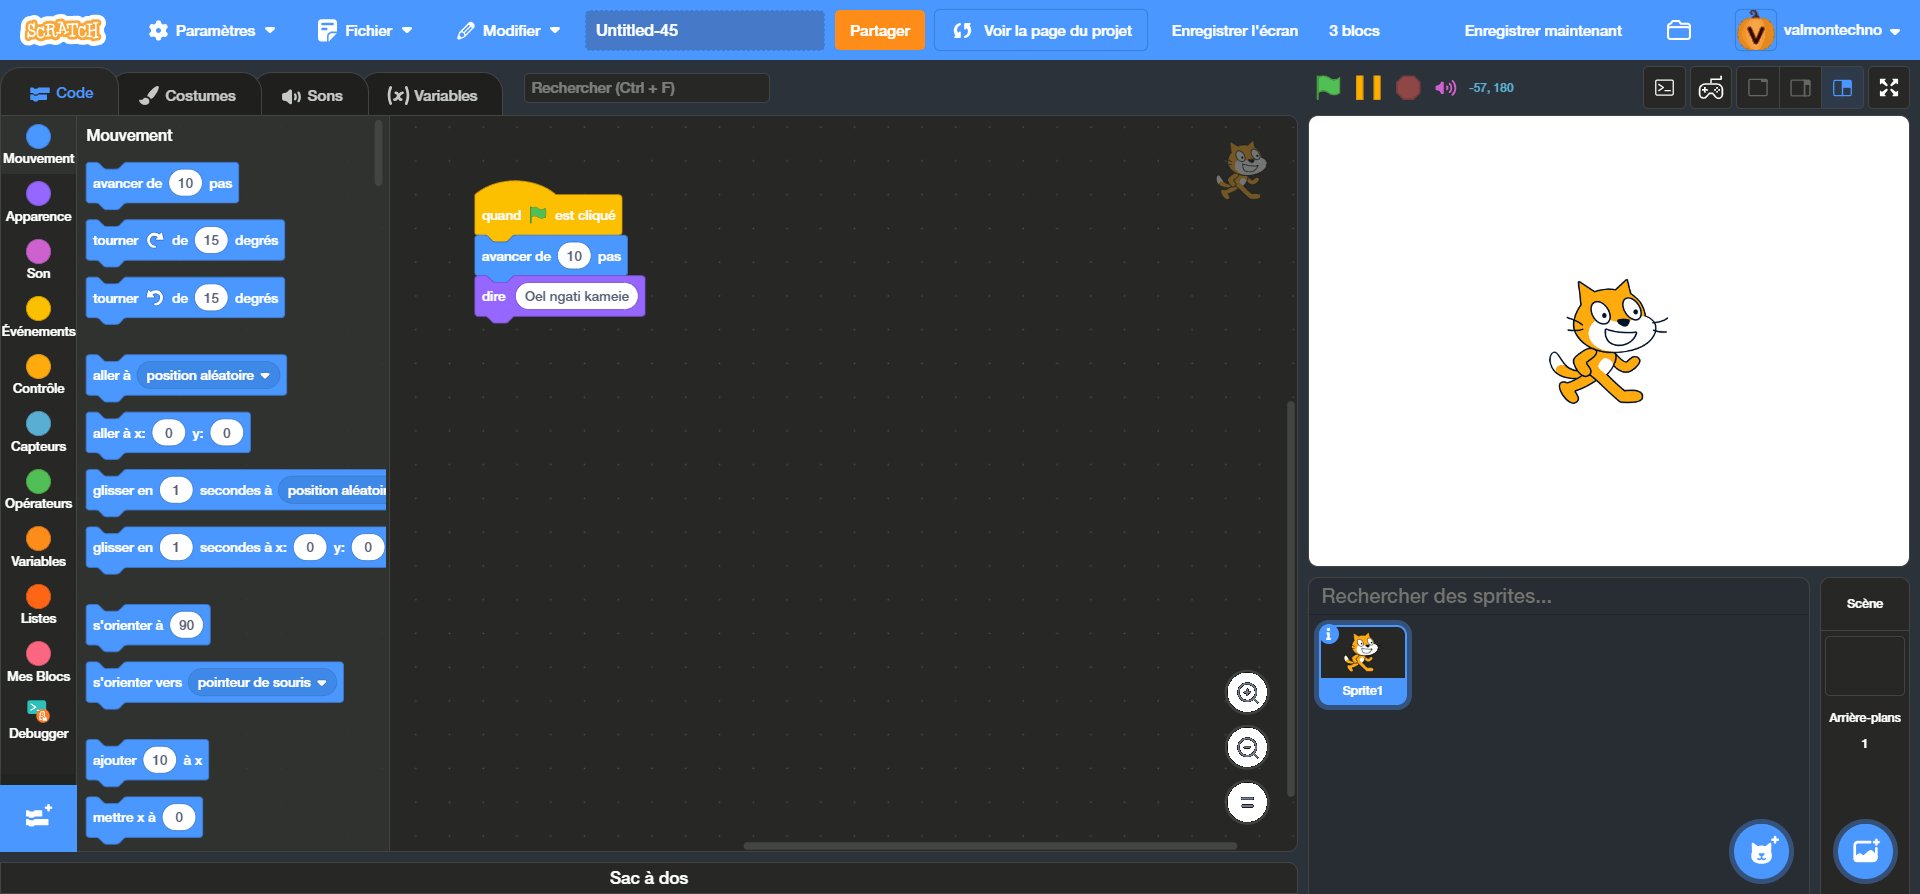 SCRATCH
Paramètres
Fichier
Modifier
Untitled-45
Partager
Voir la page du projet
Enregistrer l'écran
3 blocs
Enregistrer maintenant
V
valmontechno
Code
Costumes
Sons
(x) Variables
Rechercher (Ctrl + F)
-57, 180
Mouvement
Apparence
Son
Événements
Contrôle
Capteurs
Opérateurs
Variables
Listes
Mes Blocs
Debugger
Mouvement
avancer de 10 pas
tourner de 15 degrés
tourner de 15 degrés
aller à position aléatoire
aller à x: 0 y: 0
glisser en 1 secondes à position aléatoir
glisser en 1 secondes à x: 0 y: 0
s'orienter à 90
s'orienter vers pointeur de souris
ajouter 10 à x
mettre x à 0
quand est cliqué
avancer de 10 pas
dire Oel ngati kameie
Rechercher des sprites...
Sprite1
Scène
Arrière-plans
1
Sac à dos